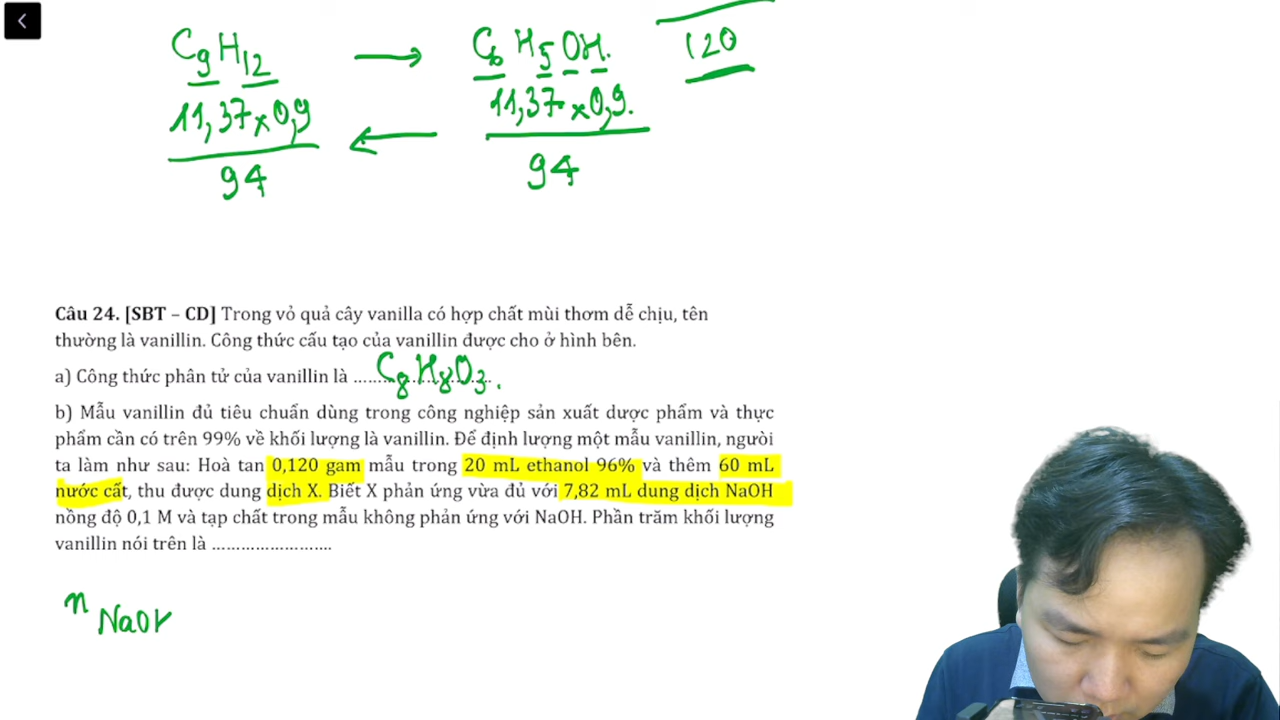 C9H12 → C6H5OH. 120
11,37×0,9 ← 11,37×0,9.
94 94
Câu 24. [SBT – CD] Trong vỏ quả cây vanilla có hợp chất mùi thơm dễ chịu, tên
thường là vanillin. Công thức cấu tạo của vanillin được cho ở hình bên.
a) Công thức phân tử của vanillin là ........................ C8H8O3.
b) Mẫu vanillin đủ tiêu chuẩn dùng trong công nghiệp sản xuất dược phẩm và thực
phẩm cần có trên 99% về khối lượng là vanillin. Để định lượng một mẫu vanillin, người
ta làm như sau: Hoà tan 0,120 gam mẫu trong 20 mL ethanol 96% và thêm 60 mL
nước cất, thu được dung dịch X. Biết X phản ứng vừa đủ với 7,82 mL dung dịch NaOH
nồng độ 0,1 M và tạp chất trong mẫu không phản ứng với NaOH. Phần trăm khối lượng
vanillin nói trên là ........................
n NaOH